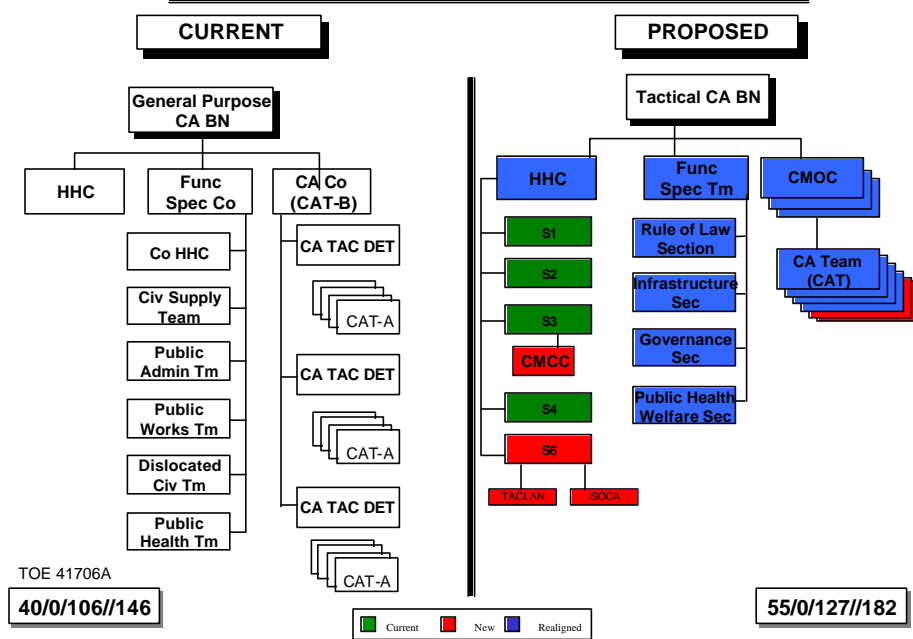 CURRENT
General Purpose
CA BN
HHC
Func
Spec Co
CA Co
(CAT-B)
Co HHC
Civ Supply
Team
Public
Admin Tm
Public
Works Tm
Dislocated
Civ Tm
Public
Health Tm
CA TAC DET
CAT-A
CA TAC DET
CAT-A
CA TAC DET
CAT-A
TOE 41706A
40/0/106//146
PROPOSED
Tactical CA BN
HHC
Func
Spec Tm
CMOC
S1
S2
S3
CMCC
S4
S6
TACLAN
ISOCA
Rule of Law
Section
Infrastructure
Sec
Governance
Sec
Public Health
Welfare Sec
CA Team
(CAT)
55/0/127//182
Current
New
Realigned